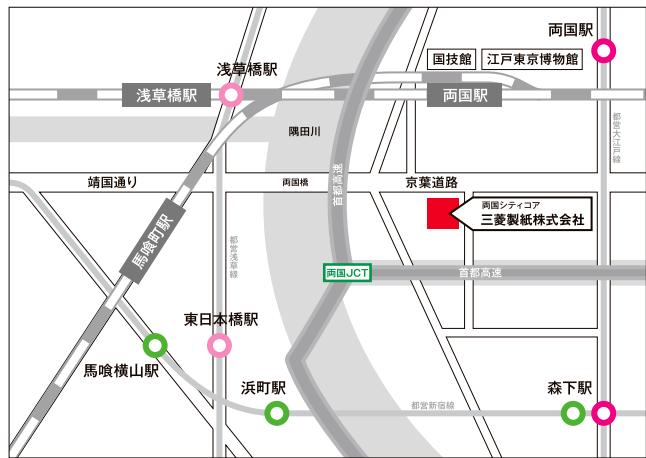 両国駅
国技館
江戸東京博物館
浅草橋駅
浅草橋駅
両国駅
隅田川
都営大江戸線
首都高速
靖国通り
両国橋
京葉道路
両国シティコア
三菱製紙株式会社
馬喰町駅
都営浅草線
両国JCT
首都高速
東日本橋駅
馬喰横山駅
浜町駅
都営新宿線
森下駅